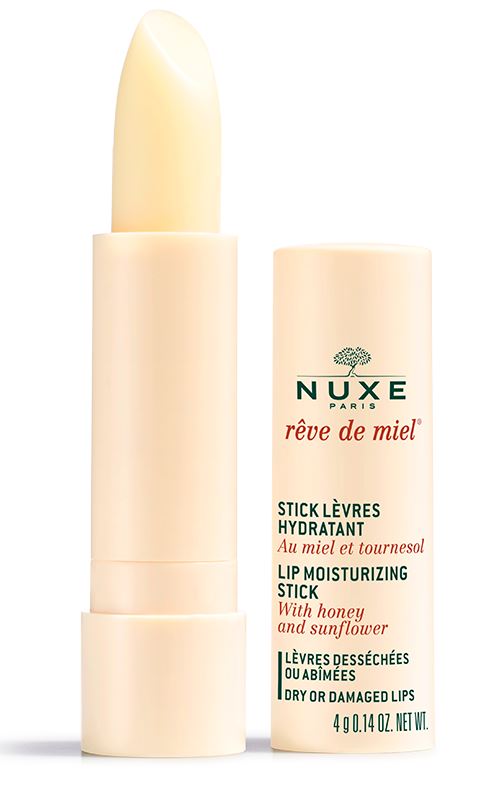 NUXE
PARIS
rêve de miel®
STICK LÈVRES
HYDRATANT
Au miel et tournesol
LIP MOISTURIZING
STICK
With honey
and sunflower
LÈVRES DESSÉCHÉES
OU ABÎMÉES
DRY OR DAMAGED LIPS
4 g 0.14 OZ. NET WT.